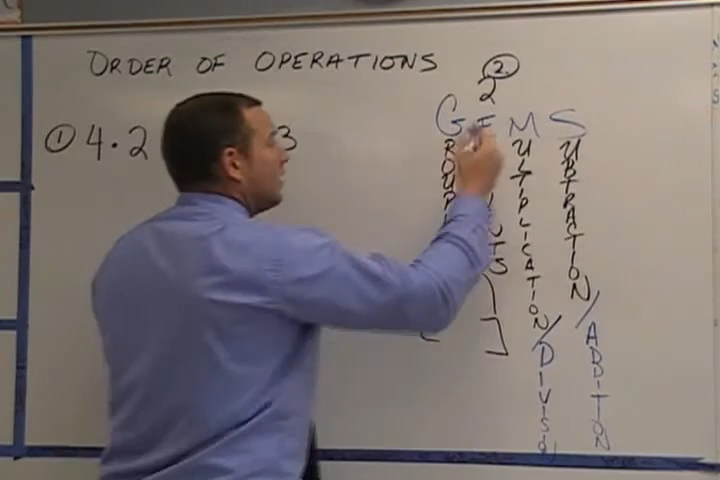 ORDER OF OPERATIONS
2
2.
① 4 • 2
3
G E M S
MULTIPLICATION/DIVISION
SUBTRACTION/ADDITION